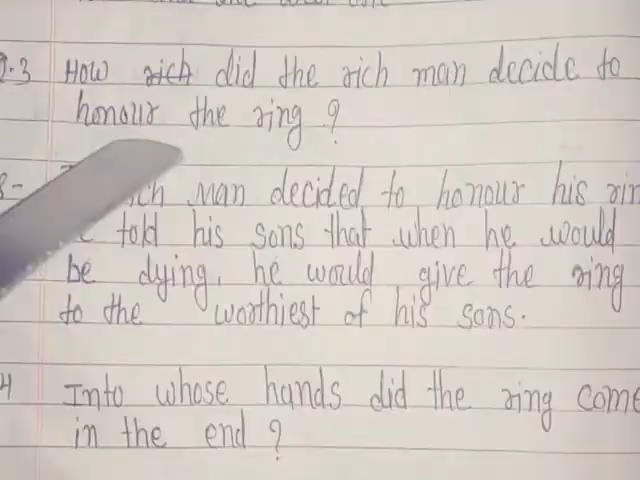 Q.3 How rich did the rich man decide to
honour the ring ?
man decided to honour his
told his sons that when he would
be dying, he would give the ring
to the worthiest of his sons.
4 Into whose hands did the ring come
in the end ?